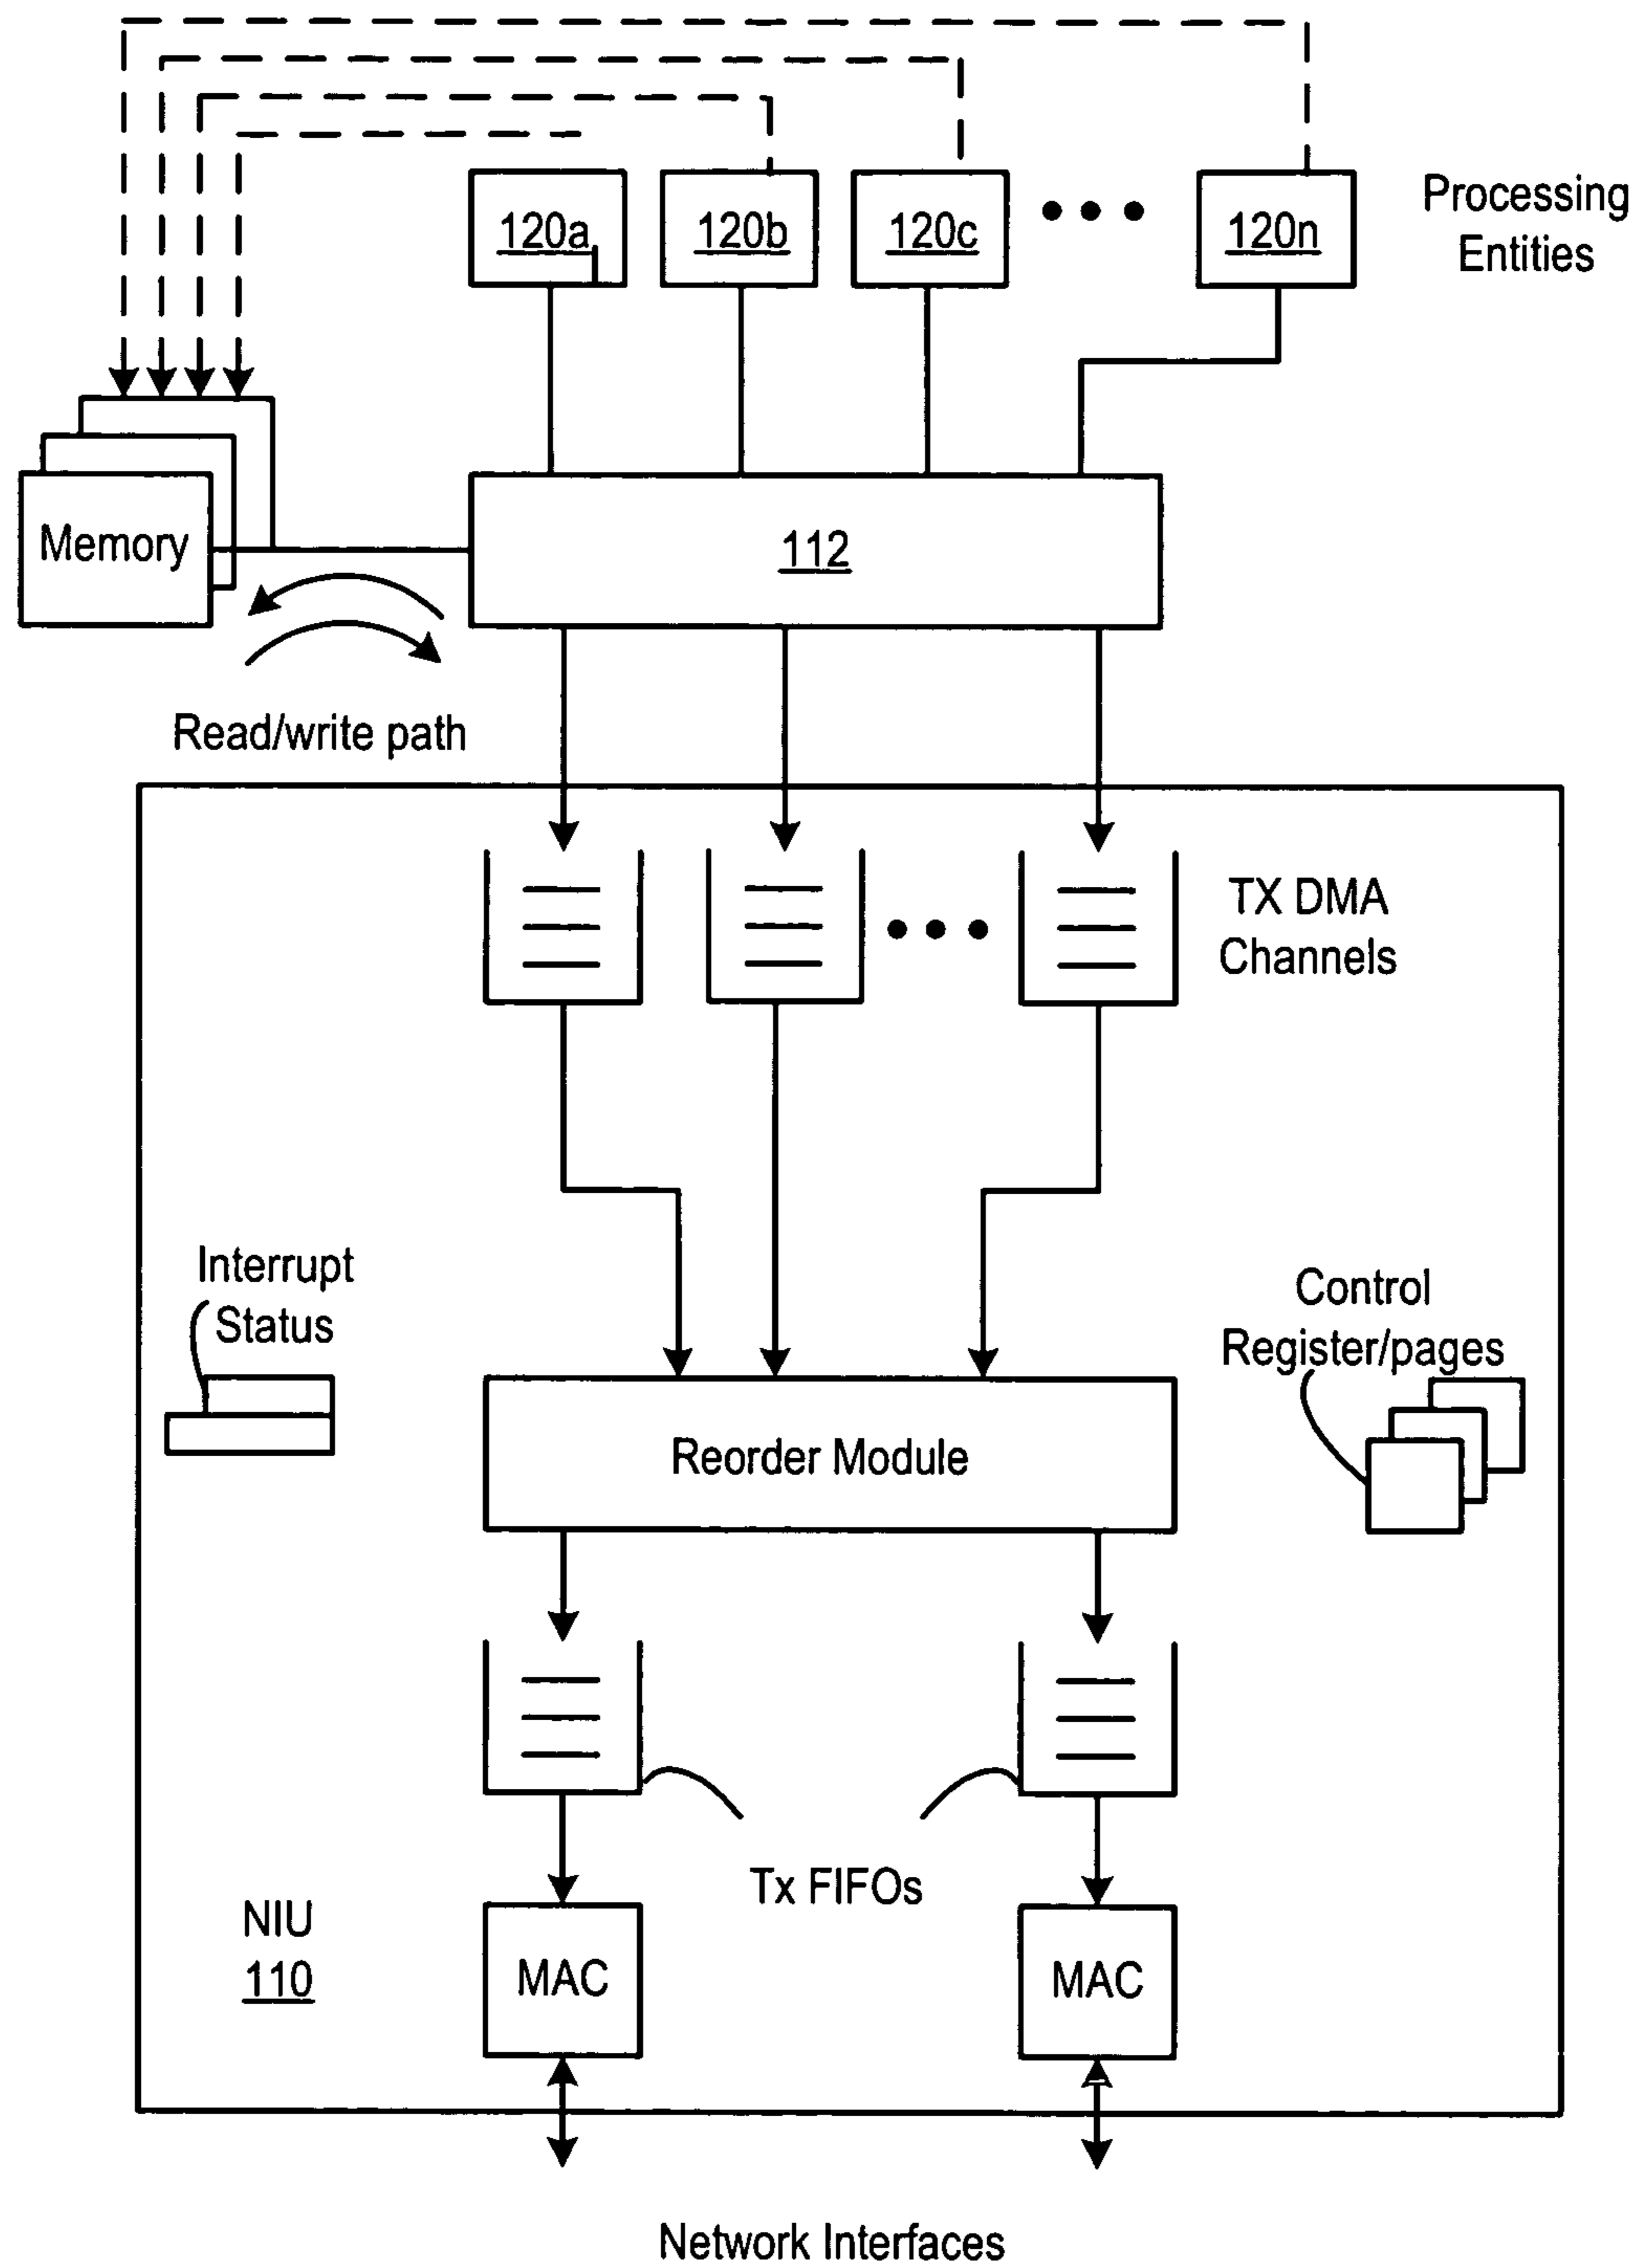 120a
120b
120c
120n
Processing
Entities
Memory
112
Read/write path
TX DMA
Channels
Interrupt
Status
Control
Register/pages
Reorder Module
Tx FIFOs
NIU
110
MAC
MAC
Network Interfaces